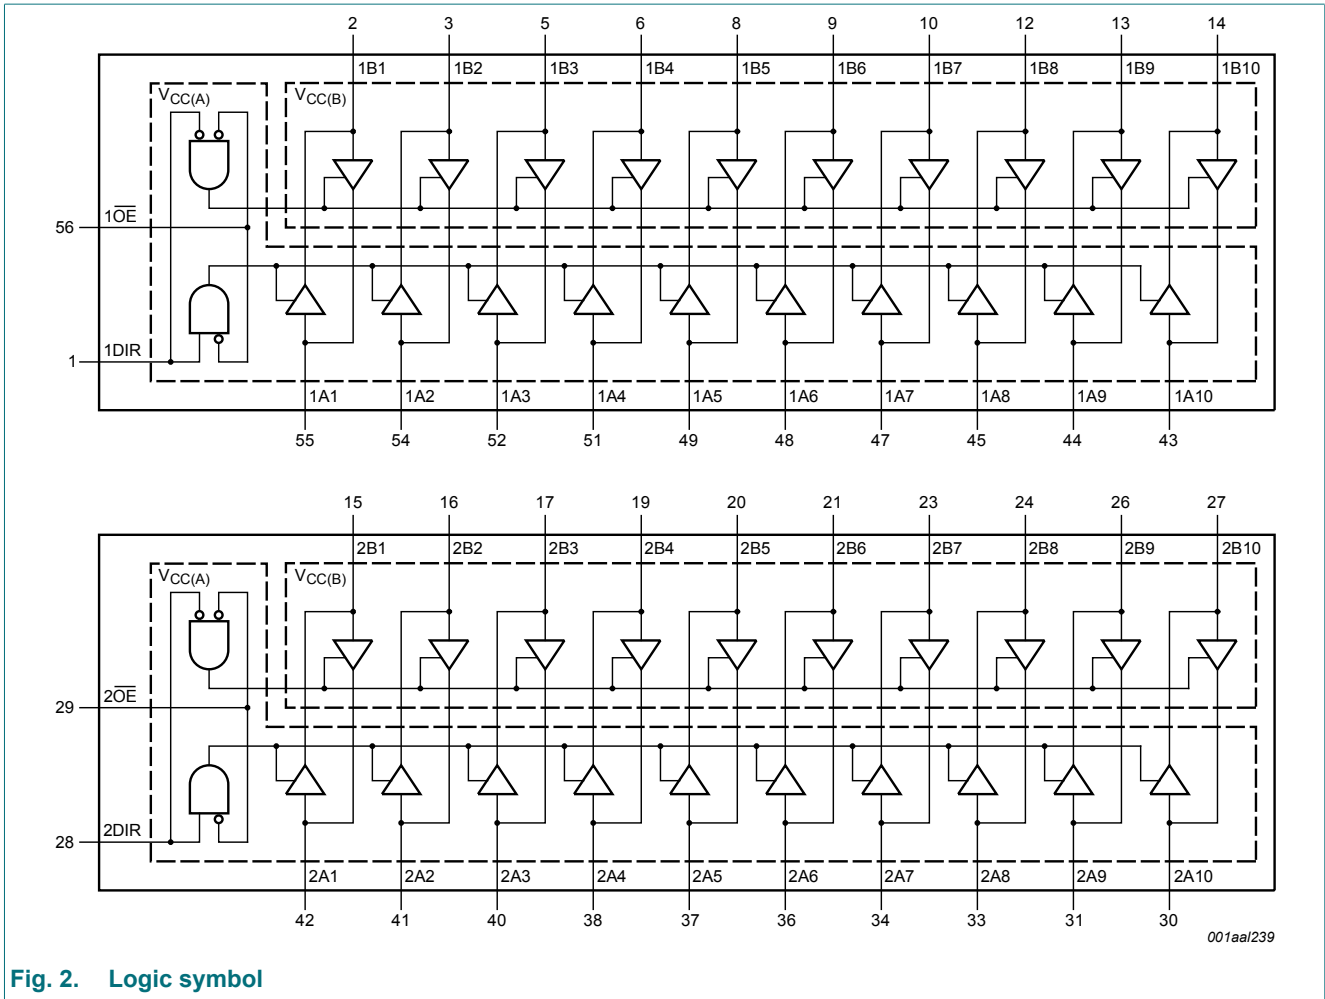 2 3 5 6 8 9 10 12 13 14
1B1 1B2 1B3 1B4 1B5 1B6 1B7 1B8 1B9 1B10
VCC(A) VCC(B)
56 1O̅E̅
1 1DIR
1A1 1A2 1A3 1A4 1A5 1A6 1A7 1A8 1A9 1A10
55 54 52 51 49 48 47 45 44 43
15 16 17 19 20 21 23 24 26 27
2B1 2B2 2B3 2B4 2B5 2B6 2B7 2B8 2B9 2B10
VCC(A) VCC(B)
29 2O̅E̅
28 2DIR
2A1 2A2 2A3 2A4 2A5 2A6 2A7 2A8 2A9 2A10
42 41 40 38 37 36 34 33 31 30
001aal239
Fig. 2. Logic symbol